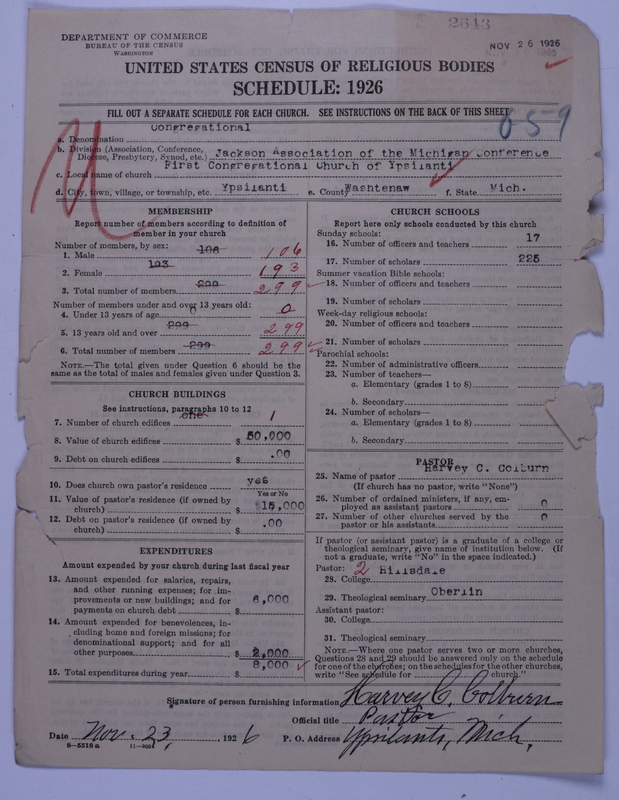 2613
DEPARTMENT OF COMMERCE
BUREAU OF THE CENSUS
WASHINGTON
NOV 26 1926
UNITED STATES CENSUS OF RELIGIOUS BODIES
SCHEDULE: 1926
FILL OUT A SEPARATE SCHEDULE FOR EACH CHURCH. SEE INSTRUCTIONS ON THE BACK OF THIS SHEET
659
a. Denomination Congregational
b. Division (Association, Conference, Diocese, Presbytery, Synod, etc.) Jackson Association of the Michigan Conference
c. Local name of church First Congregational Church of Ypsilanti
d. City, town, village, or township, etc. Ypsilanti e. County Washtenaw f. State Mich.
MEMBERSHIP
Report number of members according to definition of
member in your church
Number of members, by sex:
1. Male 106 106
2. Female 193 193
3. Total number of members 299 299
Number of members under and over 13 years old:
4. Under 13 years of age 0 0
5. 13 years old and over 299 299
6. Total number of members 299 299
NOTE.—The total given under Question 6 should be
same as the total of males and females given under Question 3.
CHURCH BUILDINGS
See instructions, paragraphs 10 to 12
7. Number of church edifices one 1
8. Value of church edifices $ 50,000
9. Debt on church edifices $ .00
10. Does church own pastor's residence yes
Yes or No
11. Value of pastor's residence (if owned by
church) $ 15,000
12. Debt on pastor's residence (if owned by
church) $ .00
EXPENDITURES
Amount expended by your church during last fiscal year
13. Amount expended for salaries, repairs,
and other running expenses; for im-
provements or new buildings; and for
payments on church debt $ 6,000
14. Amount expended for benevolences, in-
cluding home and foreign missions; for
denominational support; and for all
other purposes $ 2,000
15. Total expenditures during year $ 8,000
CHURCH SCHOOLS
Report here only schools conducted by this church
Sunday schools:
16. Number of officers and teachers 17
17. Number of scholars 225
Summer vacation Bible schools:
18. Number of officers and teachers
19. Number of scholars
Week-day religious schools:
20. Number of officers and teachers
21. Number of scholars
Parochial schools:
22. Number of administrative officers
23. Number of teachers—
a. Elementary (grades 1 to 8)
b. Secondary
24. Number of scholars—
a. Elementary (grades 1 to 8)
b. Secondary
PASTOR
25. Name of pastor Harvey C. Colburn
(If church has no pastor, write "None")
26. Number of ordained ministers, if any, em-
ployed as assistant pastors 0
27. Number of other churches served by the
pastor or his assistants 0
If pastor (or assistant pastor) is a graduate of a college or
theological seminary, give name of institution below. (If
not a graduate, write "No" in the space indicated.)
Pastor: 2
28. College Hillsdale
29. Theological seminary Oberlin
Assistant pastor:
30. College
31. Theological seminary
NOTE.—Where one pastor serves two or more churches,
Questions 28 and 29 should be answered only on the schedule
for one of the churches; on the schedules for the other churches,
write "See schedule for church."
Signature of person furnishing information Harvey C. Colburn
Official title Pastor
Date Nov. 23, 1926 P. O. Address Ypsilanti, Mich.
8—5518a